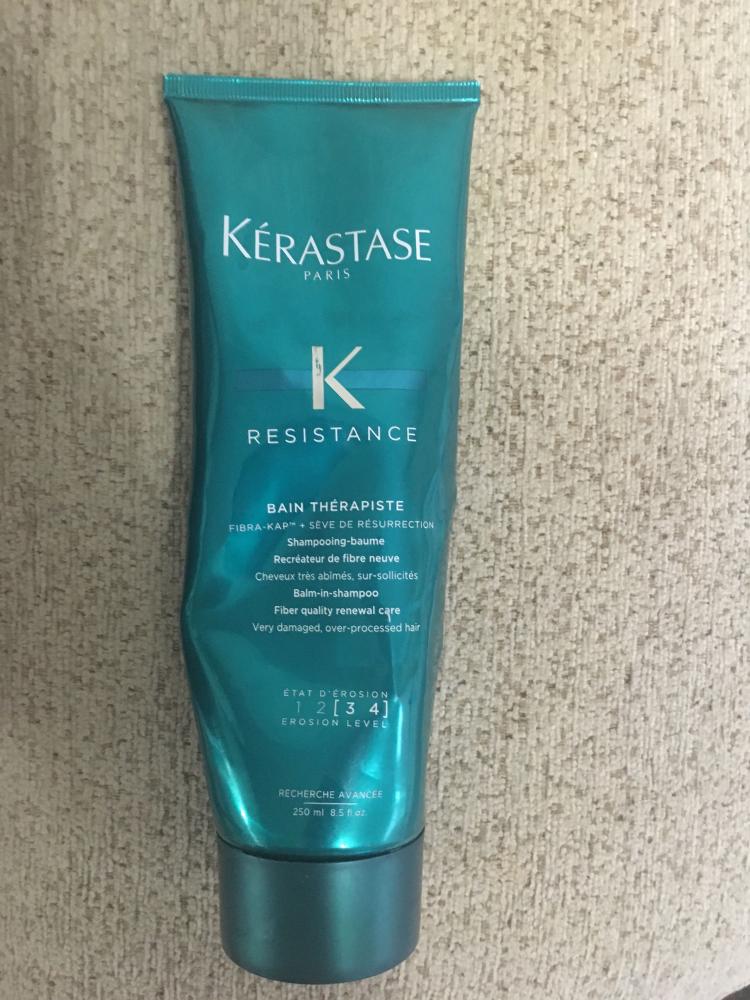 KÉRASTASE
PARIS
K
RESISTANCE
BAIN THÉRAPISTE
FIBRA-KAP™ + SÈVE DE RÉSURRECTION
Shampooing-baume
Recréateur de fibre neuve
Cheveux très abîmés, sur-sollicités
Balm-in-shampoo
Fiber quality renewal care
Very damaged, over-processed hair
ÉTAT D'ÉROSION
1 2 [3 4]
EROSION LEVEL
RECHERCHE AVANCÉE
250 ml 8.5 fl oz.